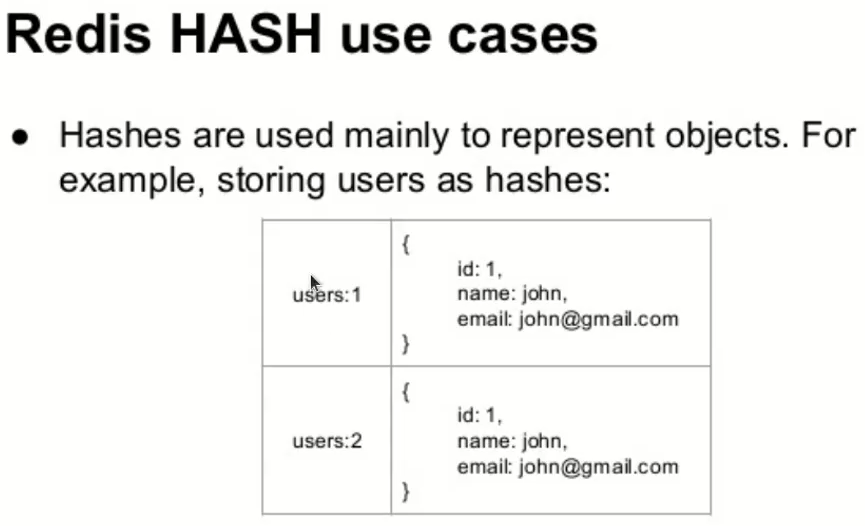 Redis HASH use cases
● Hashes are used mainly to represent objects. For
example, storing users as hashes:
users:1
{
id: 1,
name: john,
email: john@gmail.com
}
users:2
{
id: 1,
name: john,
email: john@gmail.com
}